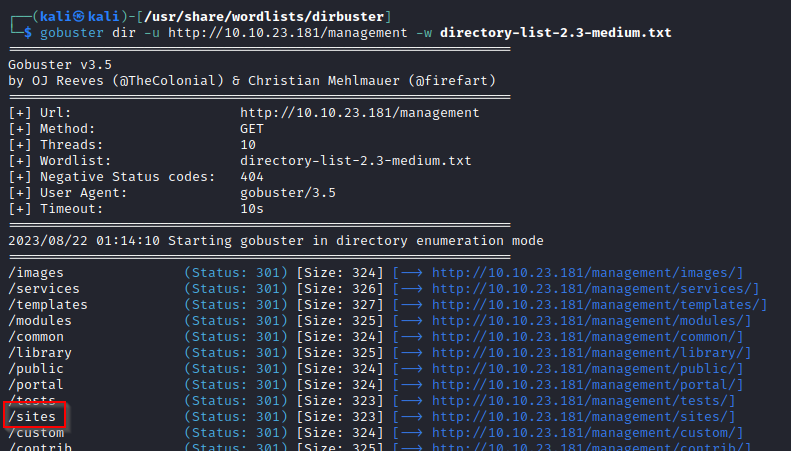 ┌──(kali㉿kali)-[/usr/share/wordlists/dirbuster]
└─$ gobuster dir -u http://10.10.23.181/management -w directory-list-2.3-medium.txt
===============================================================
Gobuster v3.5
by OJ Reeves (@TheColonial) & Christian Mehlmauer (@firefart)
===============================================================
[+] Url:                     http://10.10.23.181/management
[+] Method:                  GET
[+] Threads:                 10
[+] Wordlist:                directory-list-2.3-medium.txt
[+] Negative Status codes:   404
[+] User Agent:              gobuster/3.5
[+] Timeout:                 10s
===============================================================
2023/08/22 01:14:10 Starting gobuster in directory enumeration mode
===============================================================
/images               (Status: 301) [Size: 324] [--> http://10.10.23.181/management/images/]
/services             (Status: 301) [Size: 326] [--> http://10.10.23.181/management/services/]
/templates            (Status: 301) [Size: 327] [--> http://10.10.23.181/management/templates/]
/modules              (Status: 301) [Size: 325] [--> http://10.10.23.181/management/modules/]
/common               (Status: 301) [Size: 324] [--> http://10.10.23.181/management/common/]
/library              (Status: 301) [Size: 325] [--> http://10.10.23.181/management/library/]
/public               (Status: 301) [Size: 324] [--> http://10.10.23.181/management/public/]
/portal               (Status: 301) [Size: 324] [--> http://10.10.23.181/management/portal/]
/tests                (Status: 301) [Size: 323] [--> http://10.10.23.181/management/tests/]
/sites                (Status: 301) [Size: 323] [--> http://10.10.23.181/management/sites/]
/custom               (Status: 301) [Size: 324] [--> http://10.10.23.181/management/custom/]
/contrib              (Status: 301) [Size: 325] [--> http://10.10.23.181/management/contrib/]